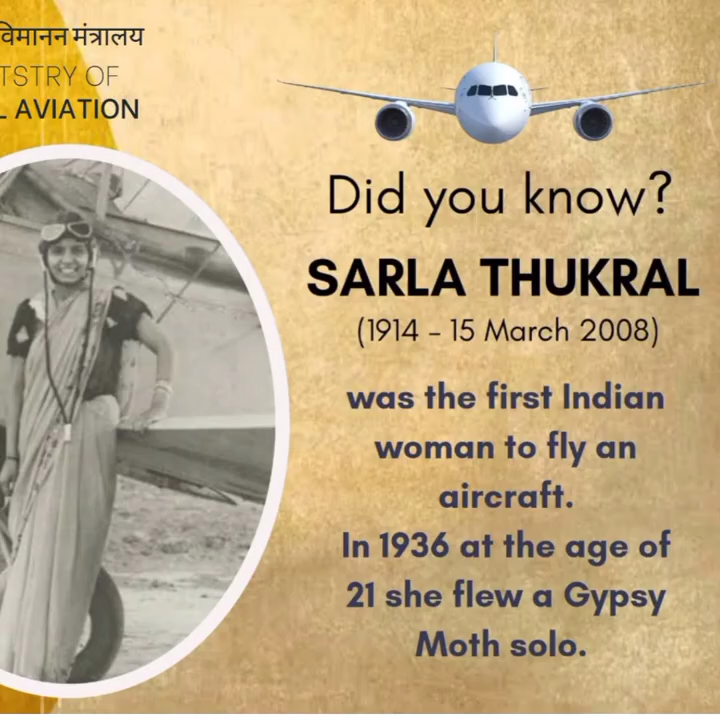 विमानन मंत्रालय
TSTRY OF
L AVIATION
Did you know?
SARLA THUKRAL
(1914 – 15 March 2008)
was the first Indian
woman to fly an
aircraft.
In 1936 at the age of
21 she flew a Gypsy
Moth solo.